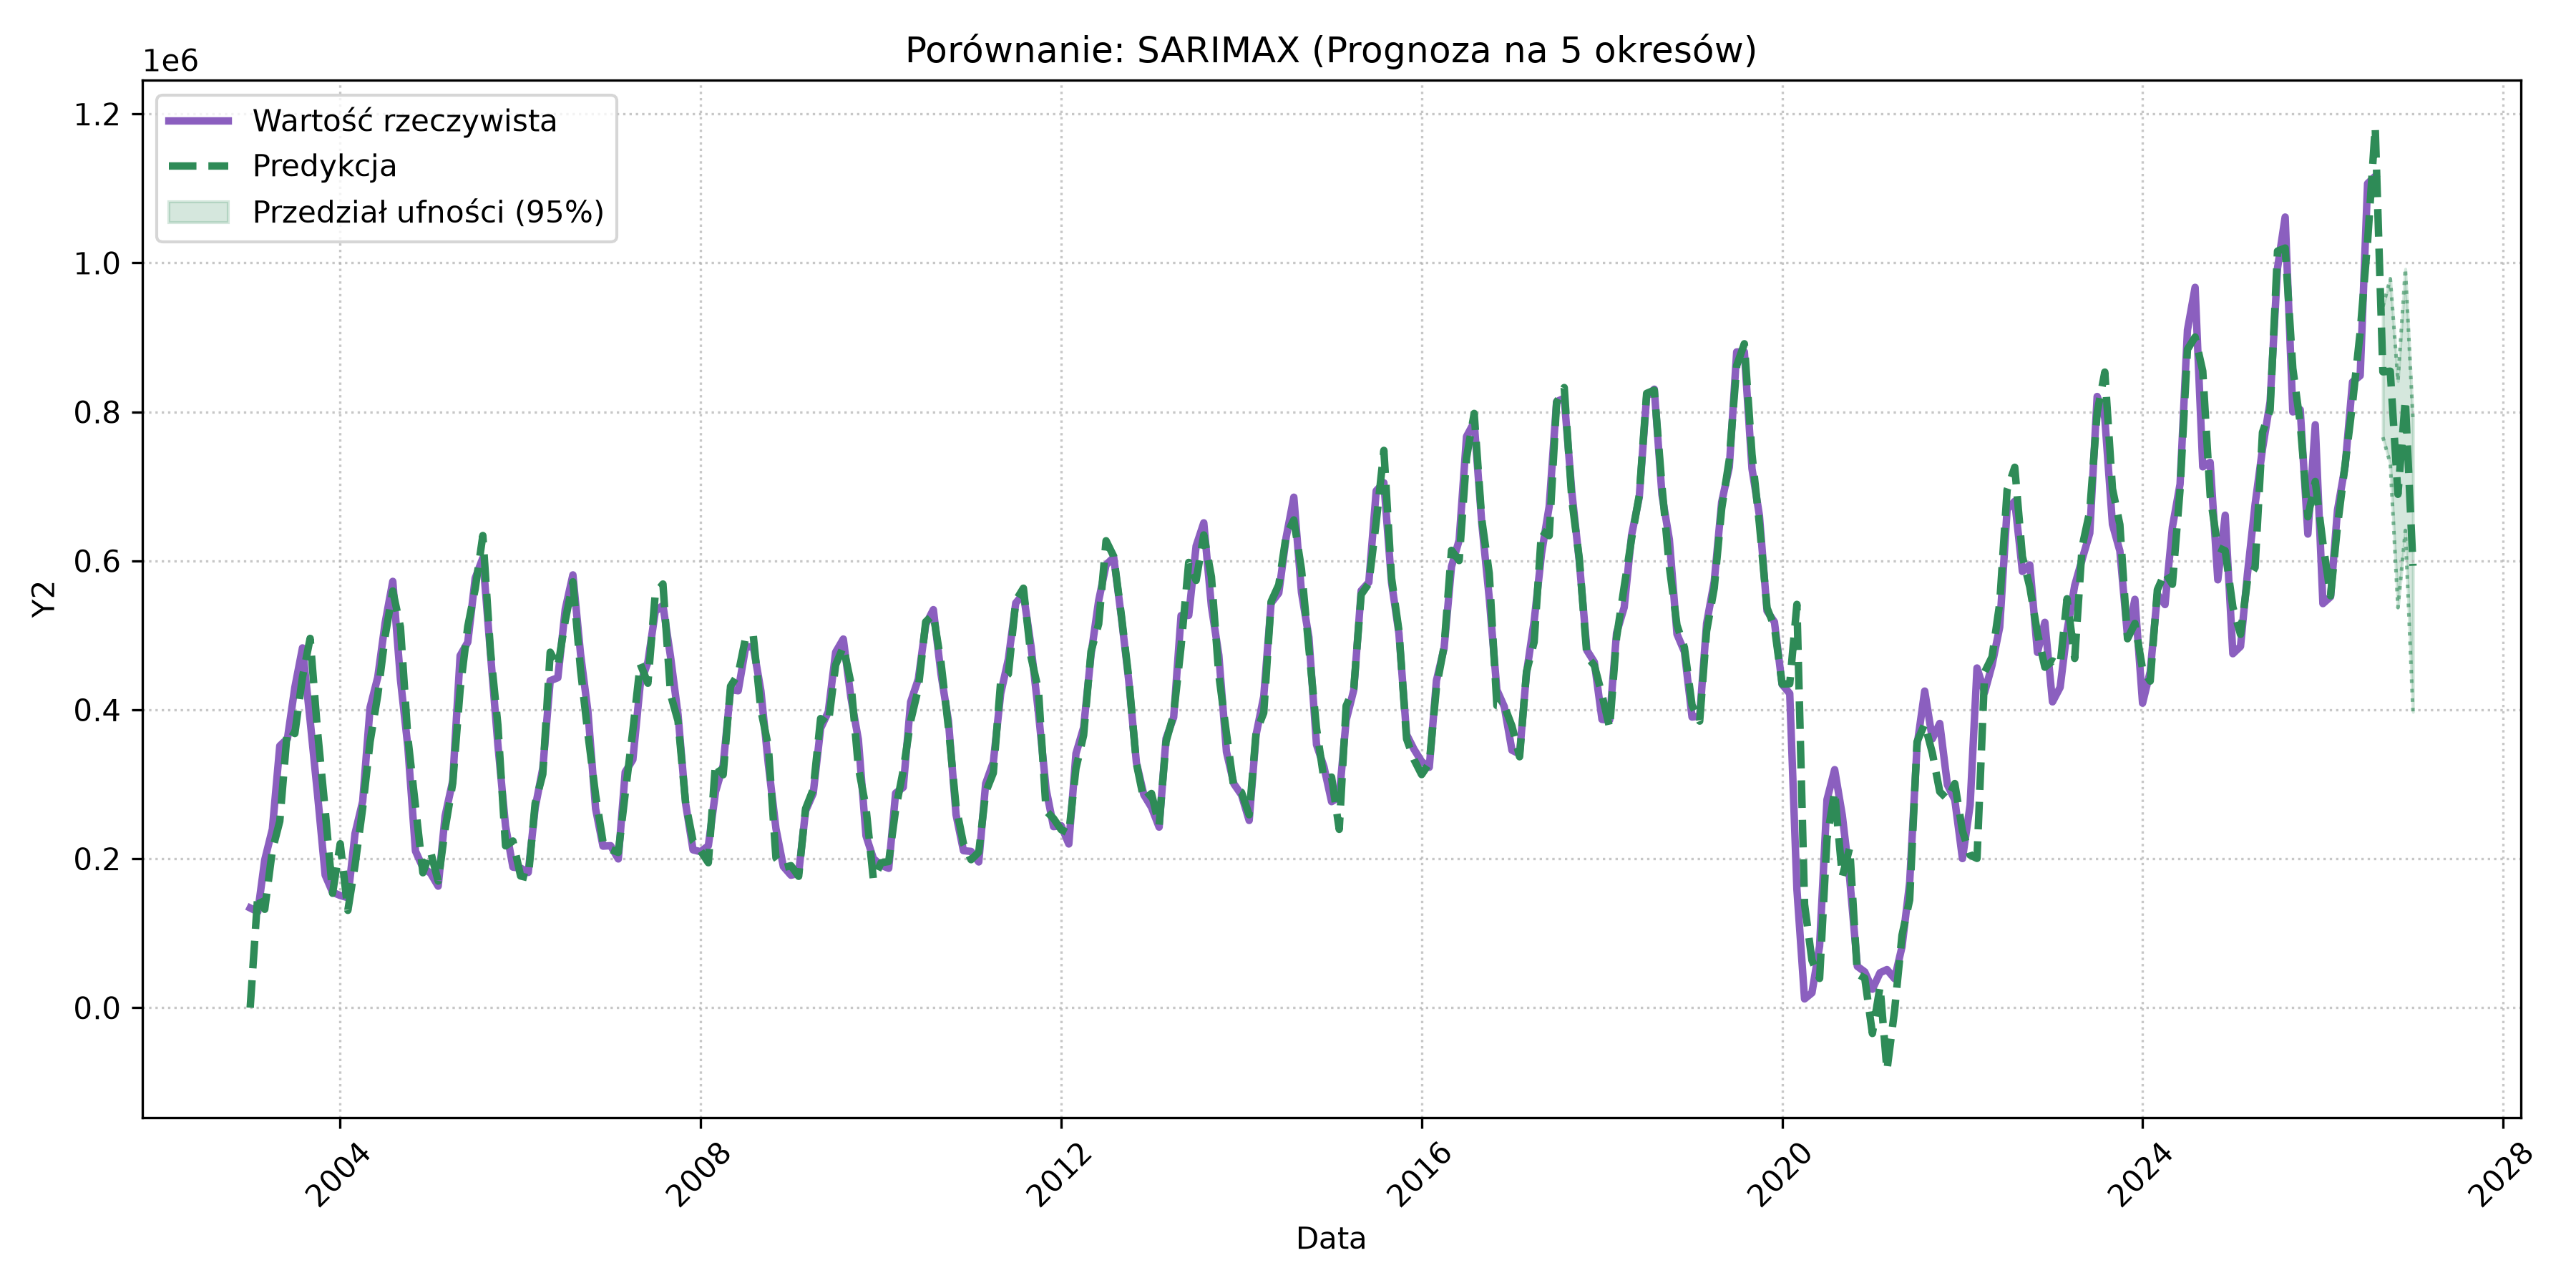 Porównanie: SARIMAX (Prognoza na 5 okresów)
1e6
Wartość rzeczywista
Predykcja
Przedział ufności (95%)
1.2
1.0
0.8
0.6
0.4
0.2
0.0
Y2
2004
2008
2012
2016
2020
2024
2028
Data